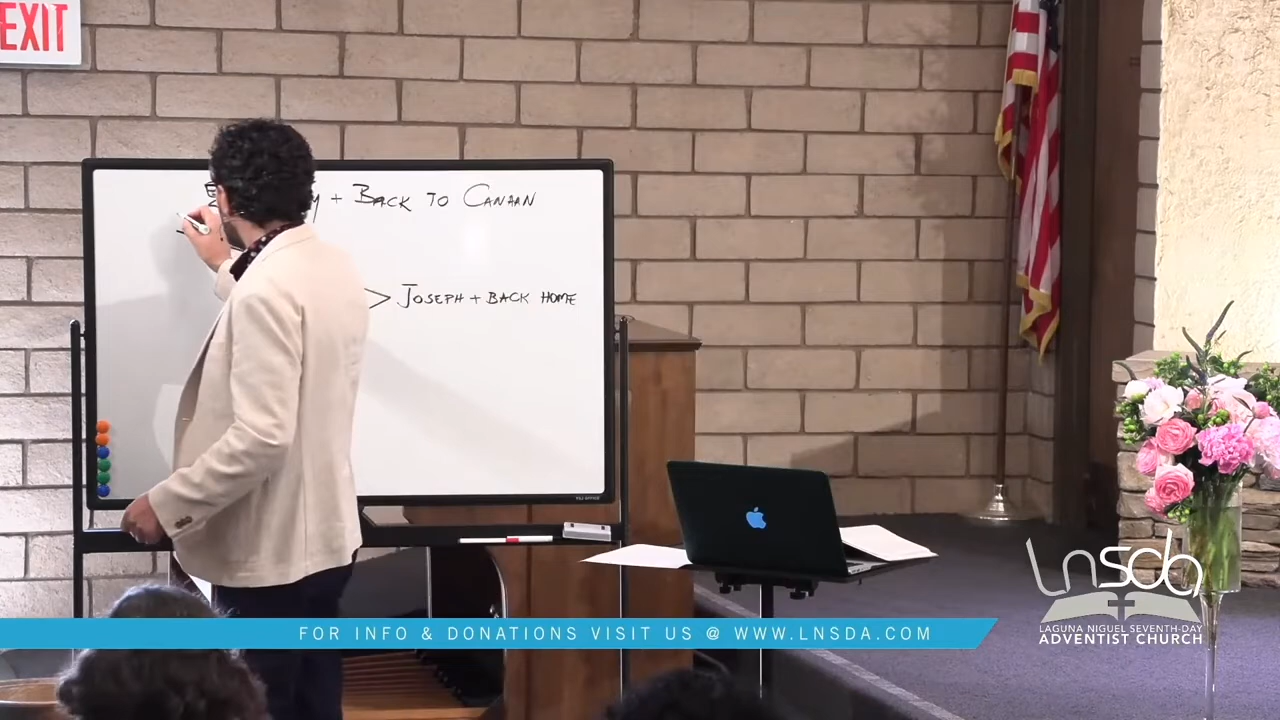 EXIT
+ BACK TO CANAAN
> JOSEPH + BACK HOME
FOR INFO & DONATIONS VISIT US @ WWW.LNSDA.COM
Lnsda
LAGUNA NIGUEL SEVENTH-DAY
ADVENTIST CHURCH